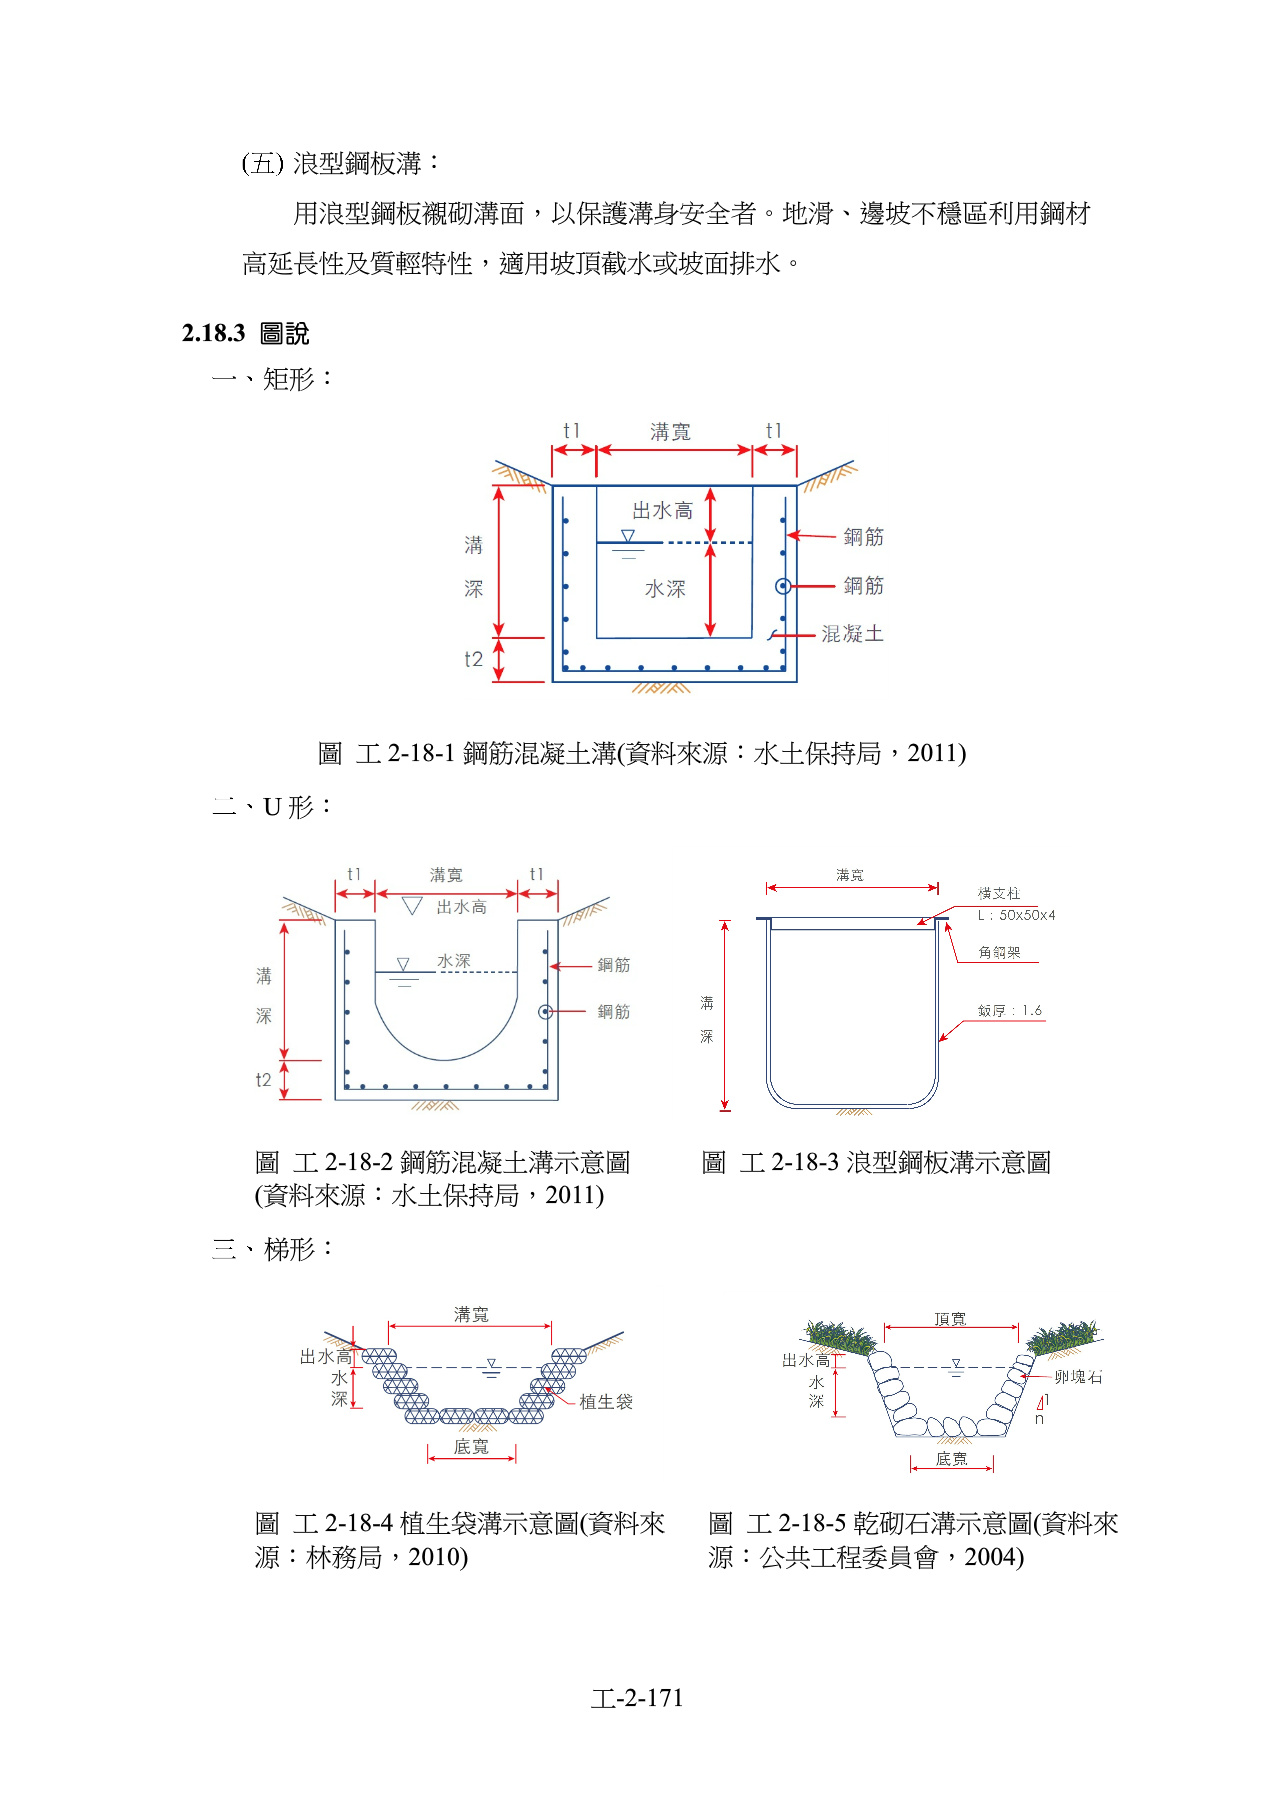 (五) 浪型鋼板溝：
用浪型鋼板襯砌溝面，以保護溝身安全者。地滑、邊坡不穩區利用鋼材
高延長性及質輕特性，適用坡頂截水或坡面排水。
2.18.3 圖說
一、矩形：
t1 溝寬 t1
出水高
鋼筋
溝
深
水深
鋼筋
混凝土
t2
圖 工 2-18-1 鋼筋混凝土溝(資料來源：水土保持局，2011)
二、U 形：
t1 溝寬 t1
出水高
水深
鋼筋
溝
深
鋼筋
t2
溝寬
橫支柱
L : 50x50x4
角鋼架
溝
深
鈑厚 : 1.6
圖 工 2-18-2 鋼筋混凝土溝示意圖
(資料來源：水土保持局，2011)
圖 工 2-18-3 浪型鋼板溝示意圖
三、梯形：
溝寬
出水高
水
深
植生袋
底寬
頂寬
出水高
水
深
卵塊石
1
n
底寬
圖 工 2-18-4 植生袋溝示意圖(資料來
源：林務局，2010)
圖 工 2-18-5 乾砌石溝示意圖(資料來
源：公共工程委員會，2004)
工-2-171